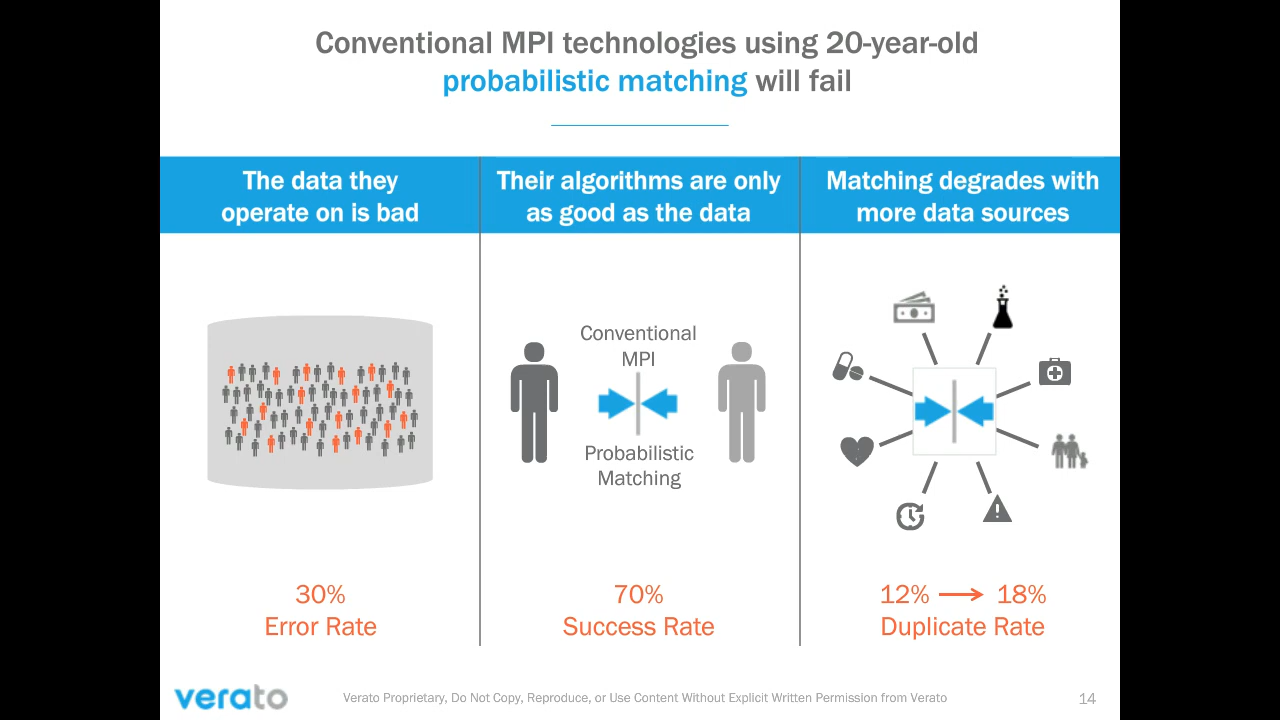 Conventional MPI technologies using 20-year-old
probabilistic matching will fail
The data they
operate on is bad
Their algorithms are only
as good as the data
Matching degrades with
more data sources
Conventional
MPI
Probabilistic
Matching
30%
Error Rate
70%
Success Rate
12% 18%
Duplicate Rate
verato
Verato Proprietary, Do Not Copy, Reproduce, or Use Content Without Explicit Written Permission from Verato
14